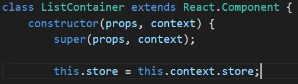 class ListContainer extends React.Component {
    constructor(props, context) {
        super(props, context);

        this.store = this.context.store;